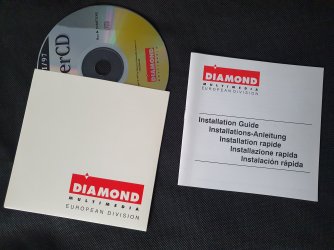 /97
erCD
DIAMOND
MULTIMEDIA
EUROPEAN DIVISION
DIAMOND
MULTIMEDIA
EUROPEAN DIVISION
Installation Guide
Installations-Anleitung
Installation rapide
Installazione rapida
Instalación rápida